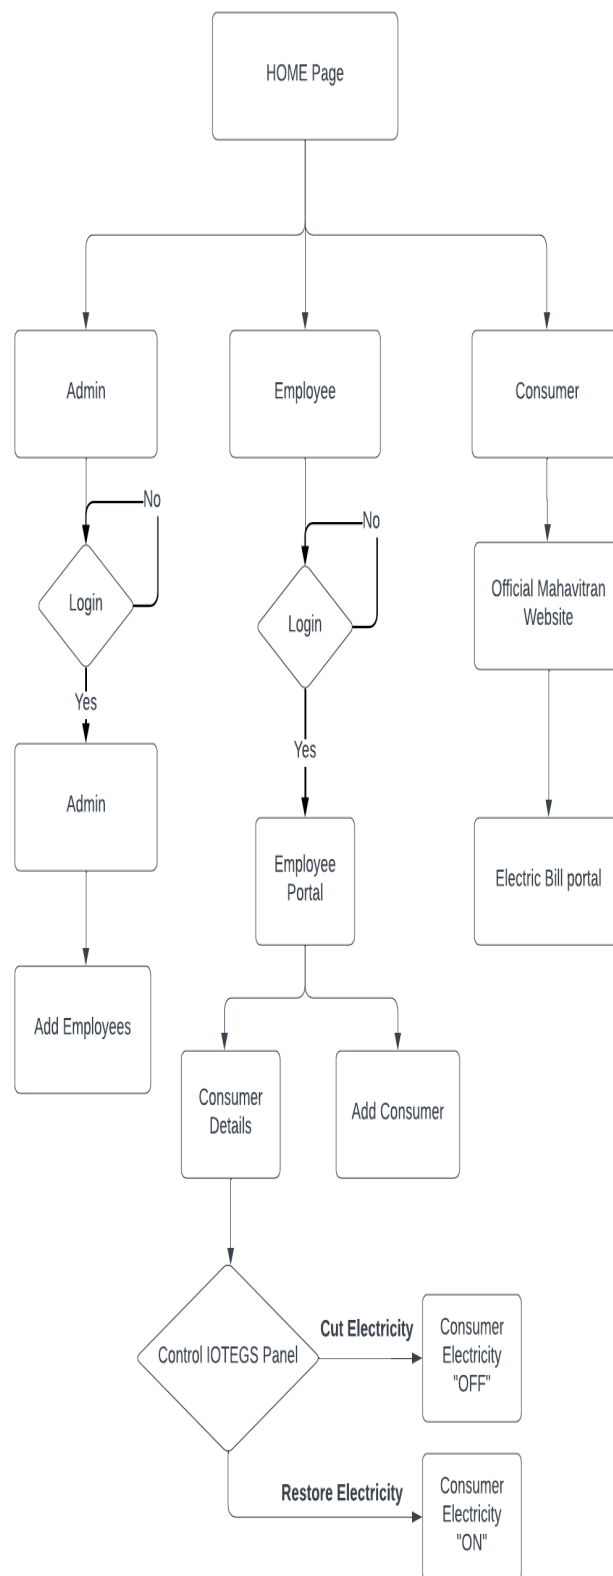 HOME Page
Admin
Employee
Consumer
No
No
Login
Login
Official Mahavitran
Website
Yes
Yes
Admin
Employee
Portal
Electric Bill portal
Add Employees
Consumer
Details
Add Consumer
Control IOTEGS Panel
Cut Electricity
Consumer
Electricity
"OFF"
Restore Electricity
Consumer
Electricity
"ON"